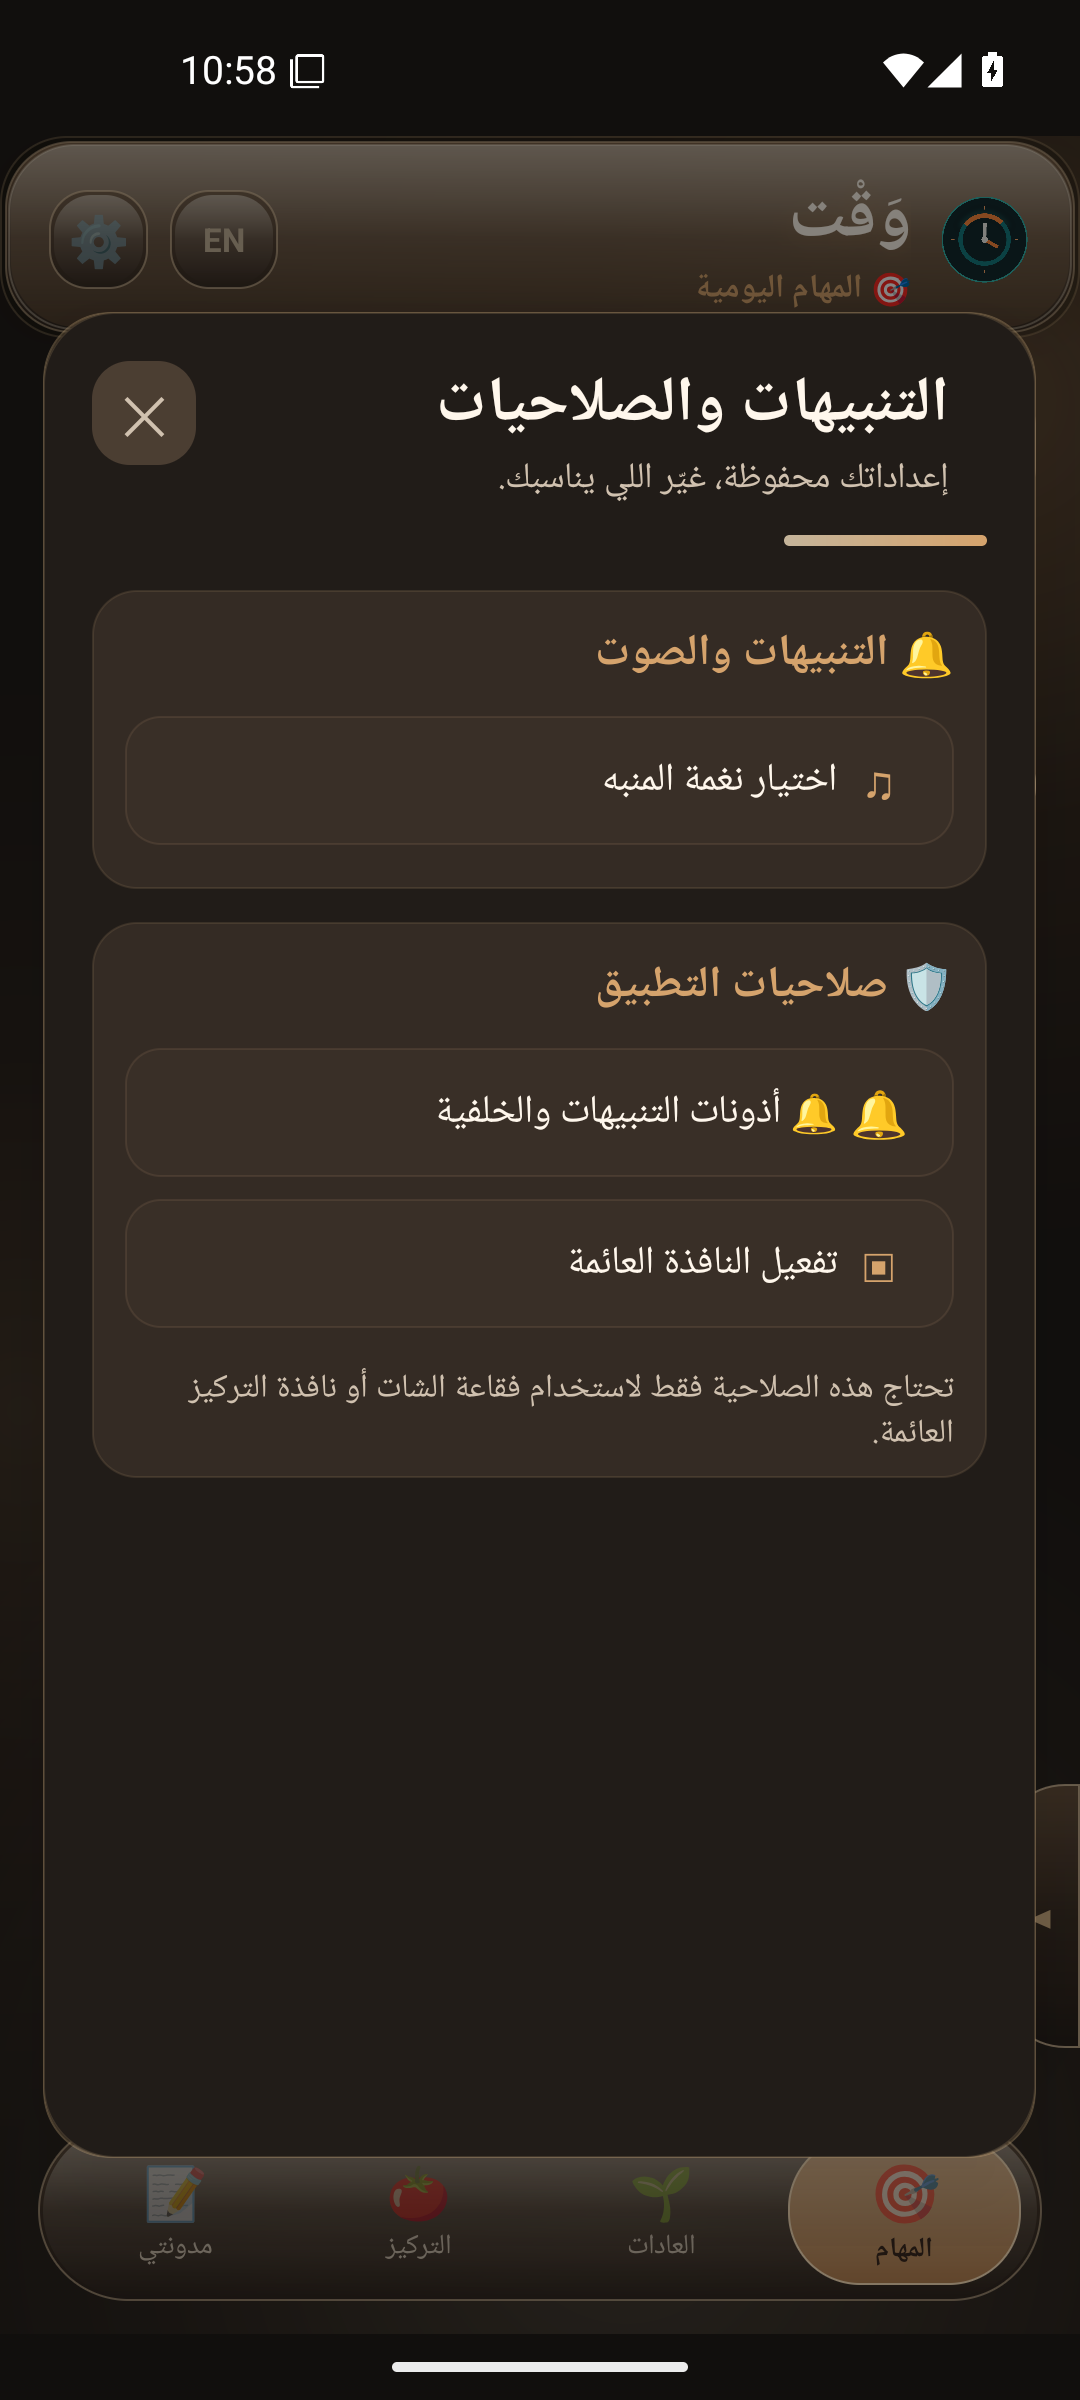 10:58
وَقْت
🎯 المهام اليومية
EN
التنبيهات والصلاحيات
إعداداتك محفوظة، غيّر اللي يناسبك.
🔔 التنبيهات والصوت
♫ اختيار نغمة المنبه
🛡️ صلاحيات التطبيق
🔔 🔔 أذونات التنبيهات والخلفية
▣ تفعيل النافذة العائمة
تحتاج هذه الصلاحية فقط لاستخدام فقاعة الشات أو نافذة التركيز
العائمة.
المهام
العادات
التركيز
مدونتي